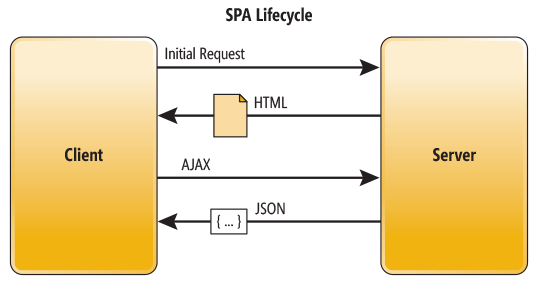 SPA Lifecycle
Initial Request
HTML
Client
Server
AJAX
JSON
{ ... }